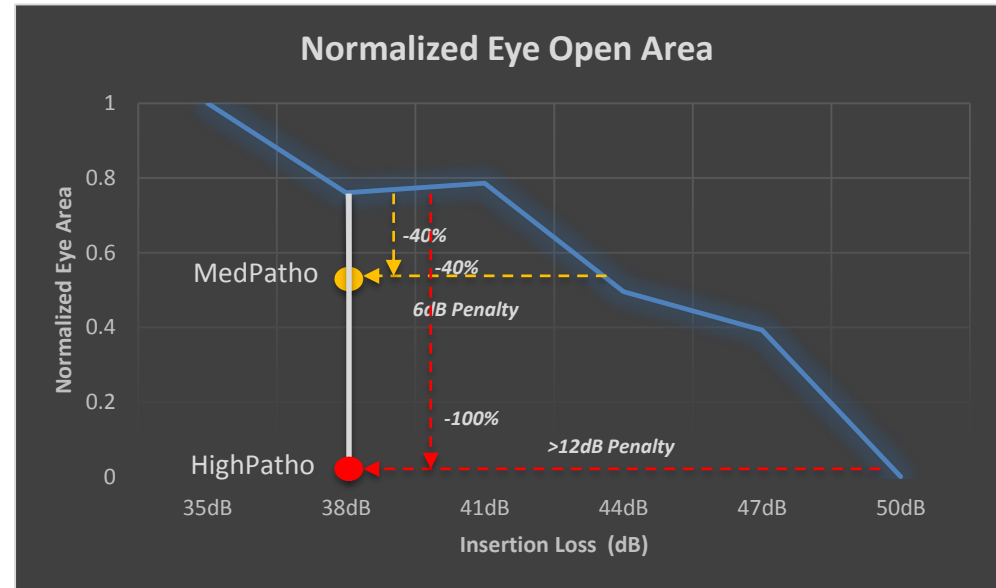 Normalized Eye Open Area
Normalized Eye Area
1
0.8
0.6
0.4
0.2
0
MedPatho
HighPatho
-40%
-40%
6dB Penalty
-100%
>12dB Penalty
35dB 38dB 41dB 44dB 47dB 50dB
Insertion Loss (dB)